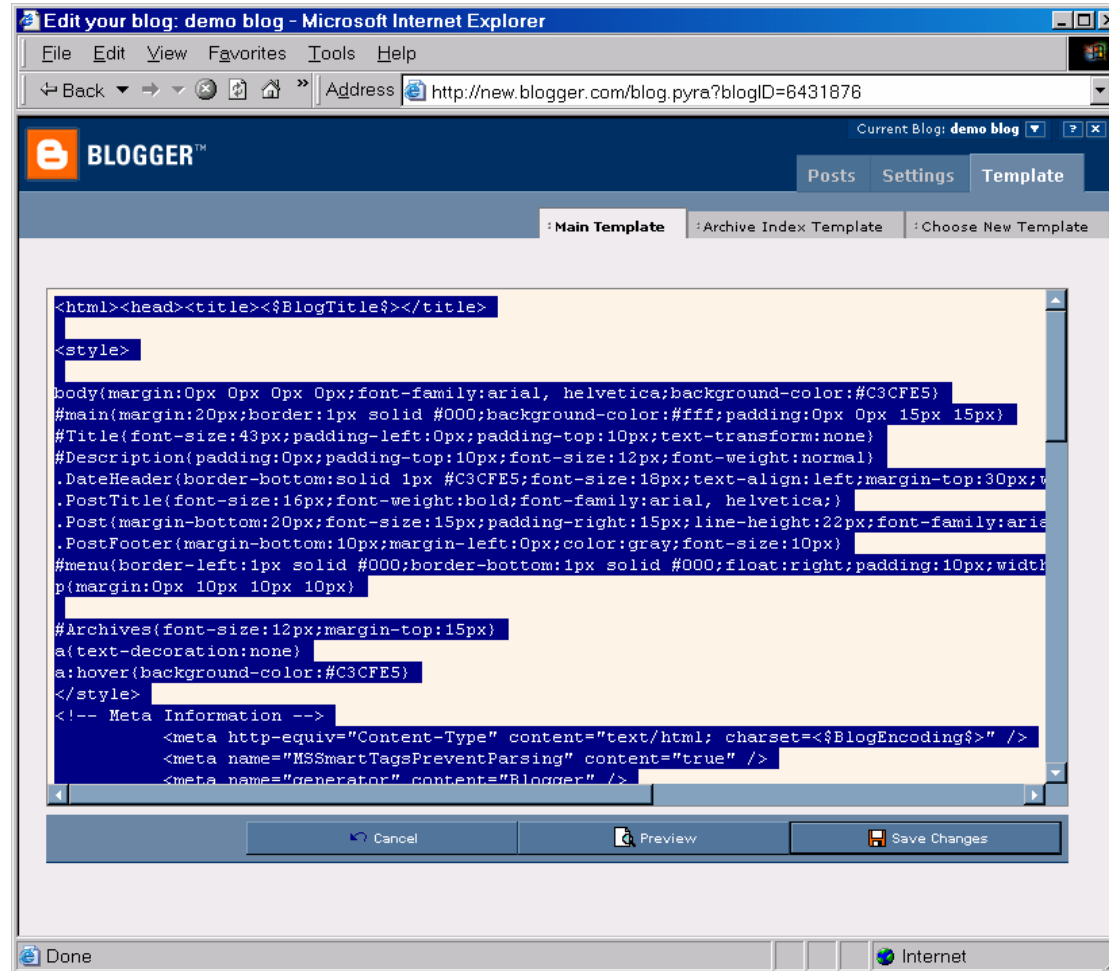 Edit your blog: demo blog - Microsoft Internet Explorer
File Edit View Favorites Tools Help
Back » Address http://new.blogger.com/blog.pyra?blogID=6431876
Current Blog: demo blog ? x
BLOGGER™
Posts Settings Template
Main Template Archive Index Template Choose New Template
<html><head><title><$BlogTitle$></title>
<style>
body{margin:0px 0px 0px 0px;font-family:arial, helvetica;background-color:#C3CFE5}
#main{margin:20px;border:1px solid #000;background-color:#fff;padding:0px 0px 15px 15px}
#Title{font-size:43px;padding-left:0px;padding-top:10px;text-transform:none}
#Description{padding:0px;padding-top:10px;font-size:12px;font-weight:normal}
.DateHeader{border-bottom:solid 1px #C3CFE5;font-size:18px;text-align:left;margin-top:30px;w
.PostTitle{font-size:16px;font-weight:bold;font-family:arial, helvetica;}
.Post{margin-bottom:20px;font-size:15px;padding-right:15px;line-height:22px;font-family:aria
.PostFooter{margin-bottom:10px;margin-left:0px;color:gray;font-size:10px}
#menu{border-left:1px solid #000;border-bottom:1px solid #000;float:right;padding:10px;width
p{margin:0px 10px 10px 10px}
#Archives{font-size:12px;margin-top:15px}
a{text-decoration:none}
a:hover{background-color:#C3CFE5}
</style>
<!-- Meta Information -->
<meta http-equiv="Content-Type" content="text/html; charset=<$BlogEncoding$>" />
<meta name="MSSmartTagsPreventParsing" content="true" />
<meta name="generator" content="Blogger" />
Cancel Preview Save Changes
Done Internet